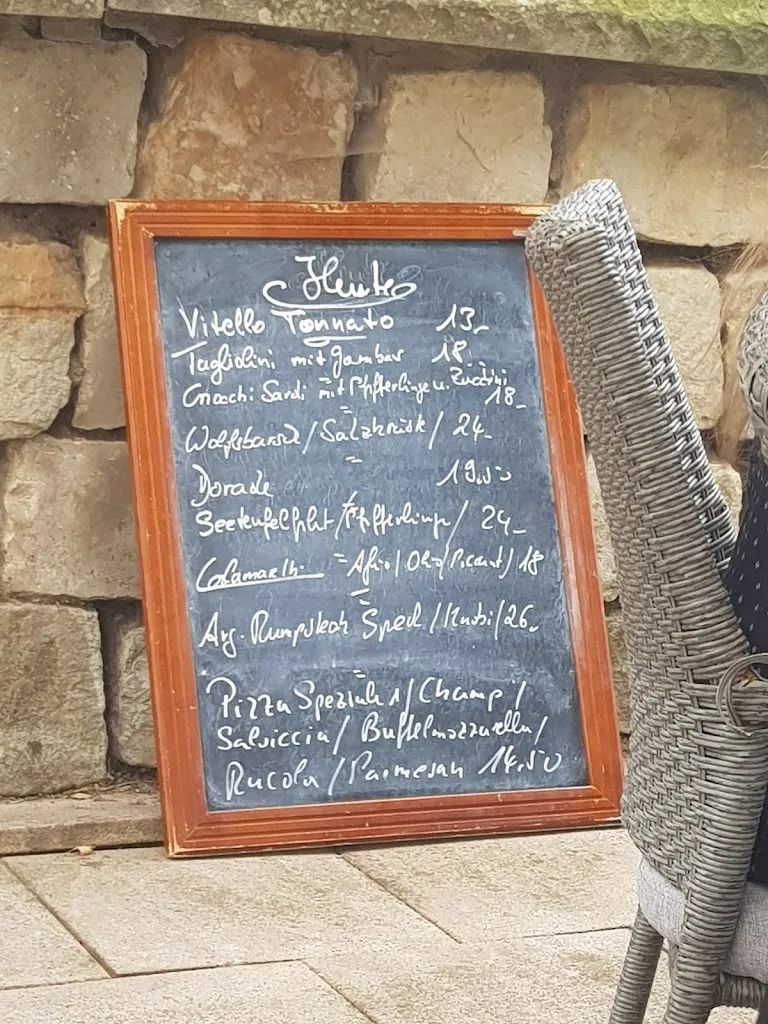 Heute
Vitello Tonnato 13,-
Tagliolini mit Gambas 18
Gnocchi Sardi mit Pfifferlinge u. Zucchini
18,-
Wolfsbarsch / Salzkruste / 24,-
Dorade 19,50
Seeteufelfilet / Pfifferlinge / 24,-
Calamaretti = Aglio / Olio / Picant / 18
Arg. Rumpsteak Speck / Knobi / 26,-
Pizza Speziale 1 / Champ /
Salsiccia / Büffelmozzarella /
Rucola / Parmesan 14,50